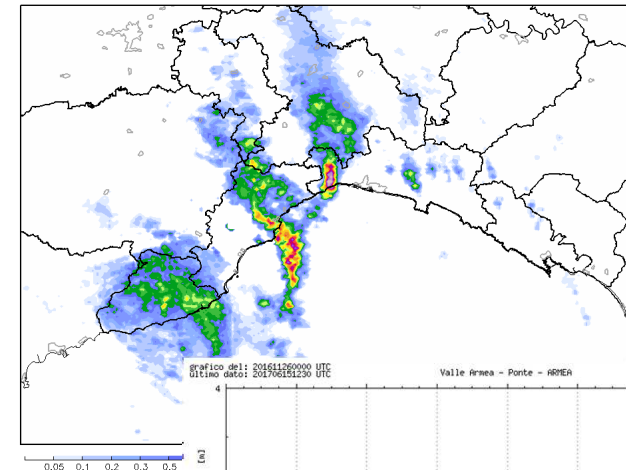 grafico del: 201611260000 UTC
ultimo dato: 201706151230 UTC
Valle Armea - Ponte - ARMEA
4
[m]
0.05 0.1 0.2 0.3 0.5